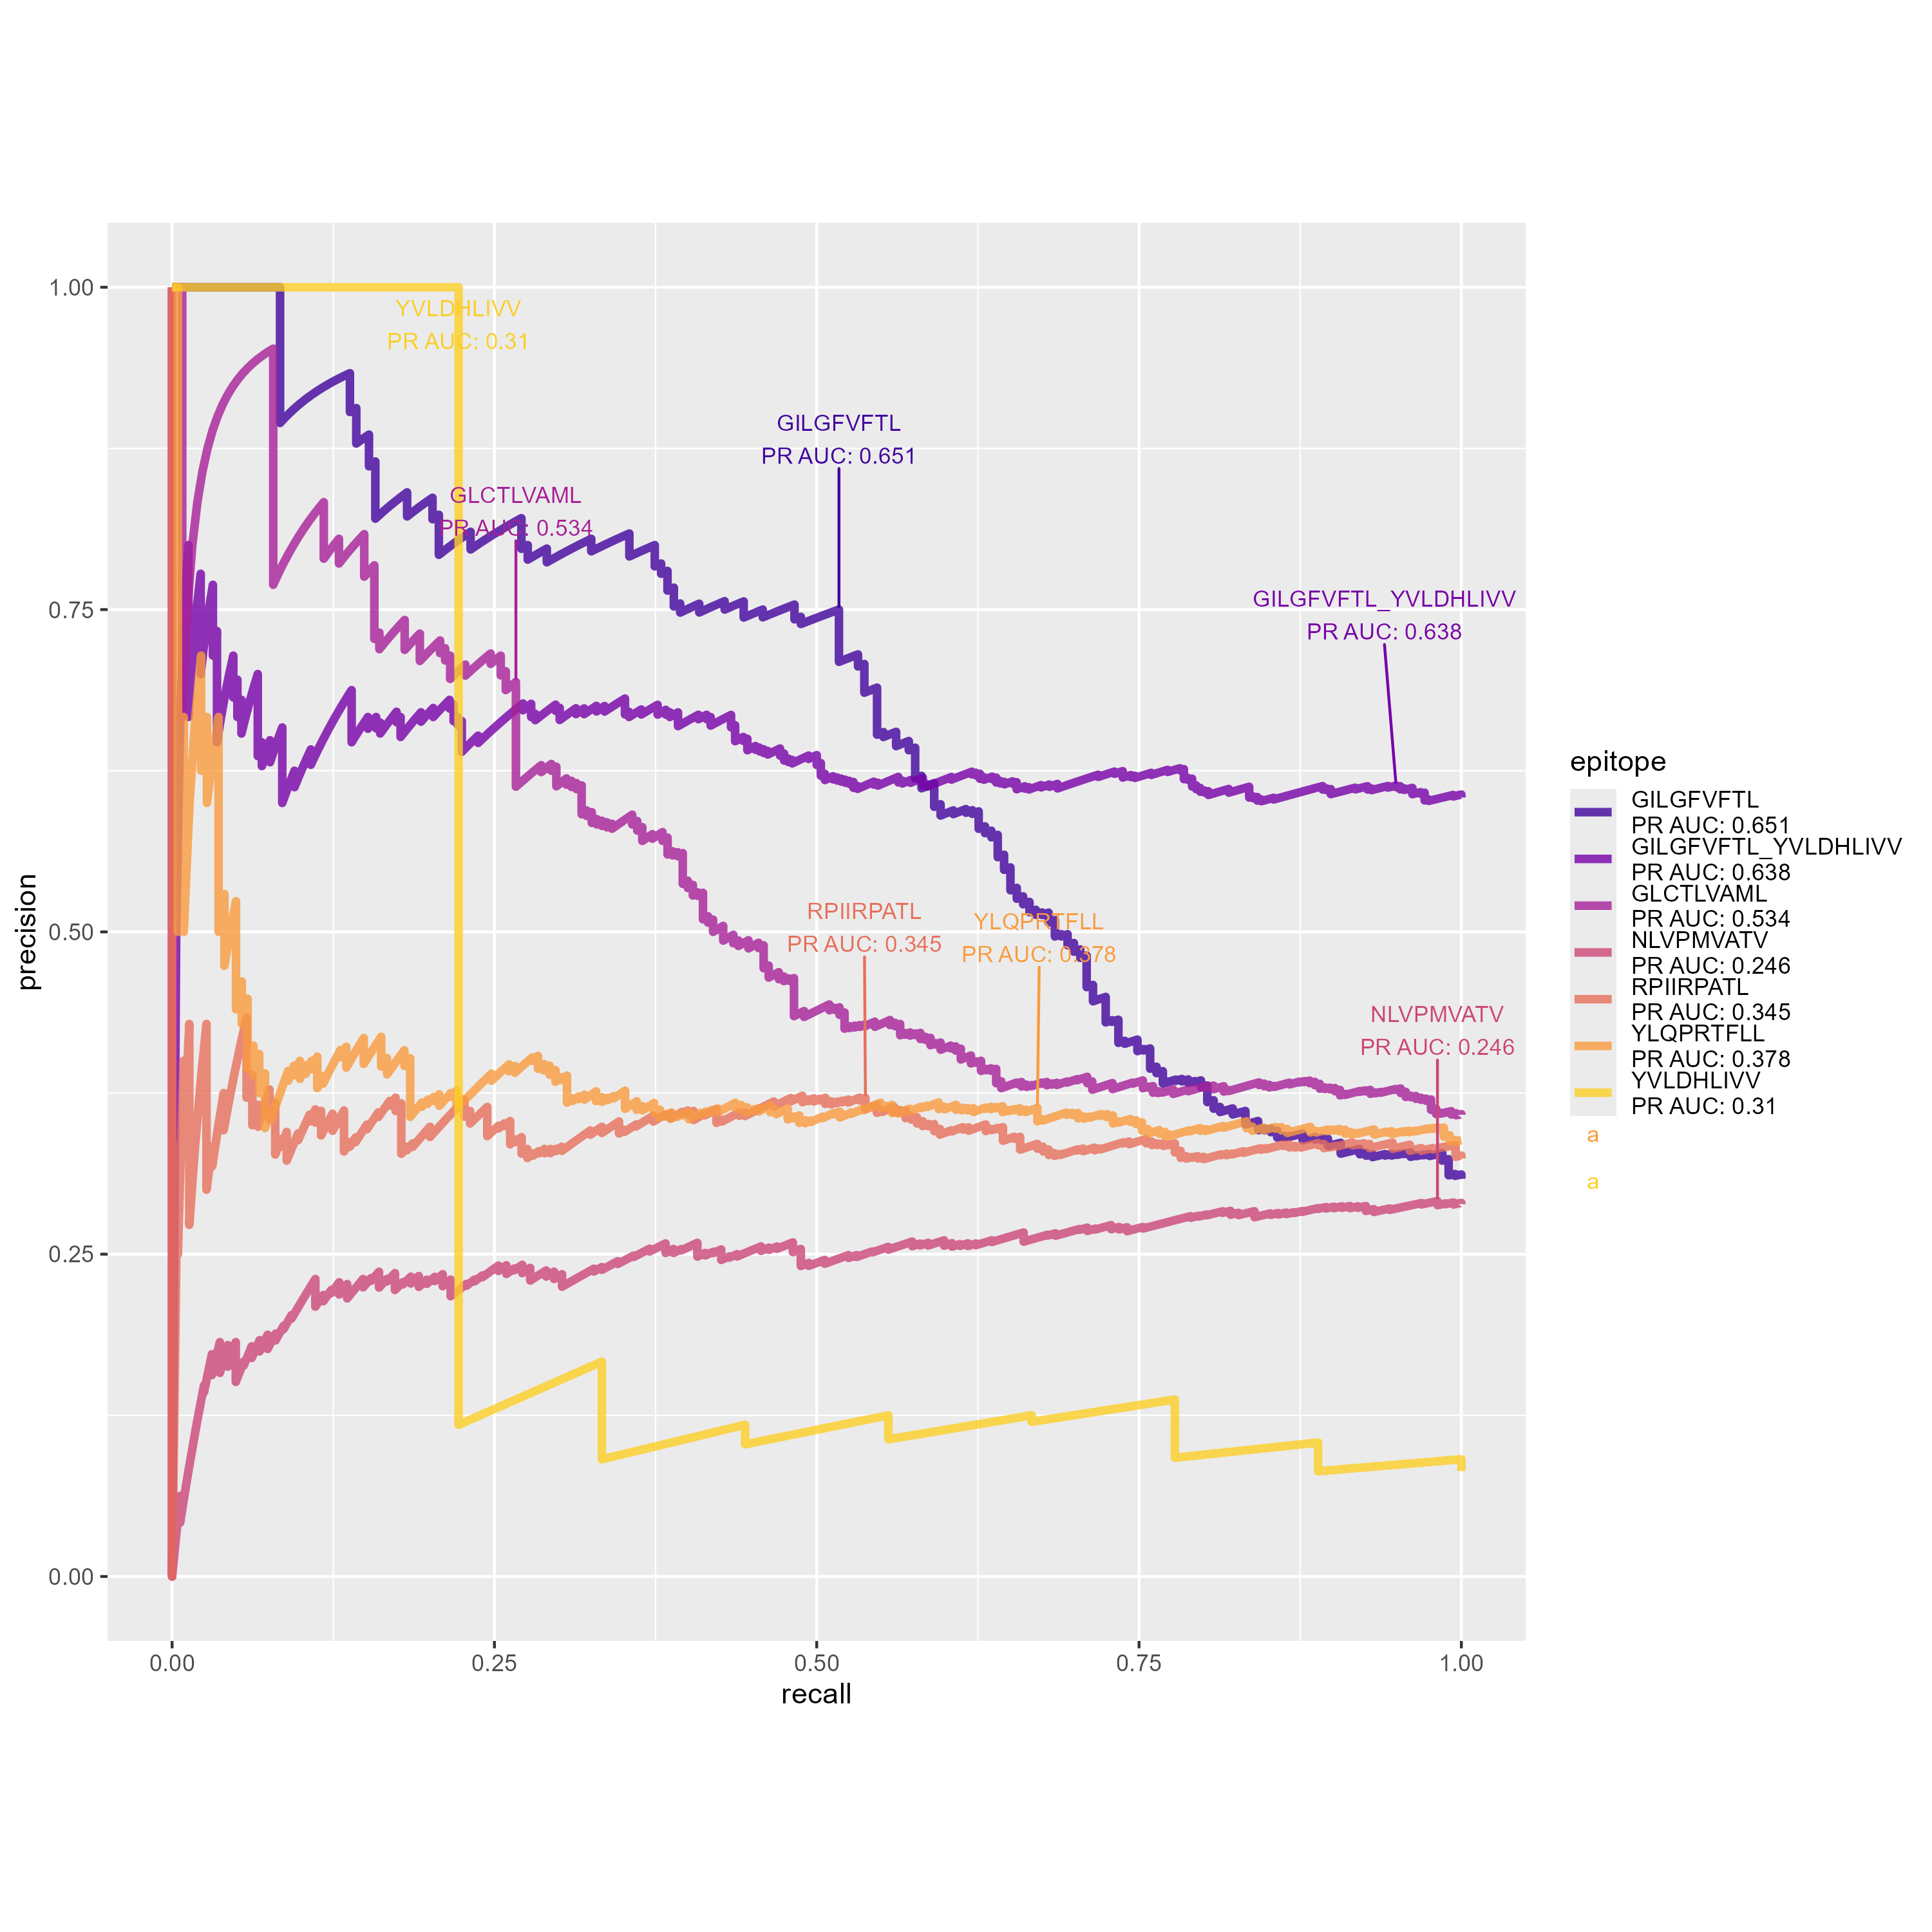 1.00
0.75
0.50
0.25
0.00
precision
YVLDHLIVV
PR AUC: 0.31
GILGFVFTL
PR AUC: 0.651
GLCTLVAML
PR AUC: 0.534
GILGFVFTL_YVLDHLIVV
PR AUC: 0.638
RPIIRPATL
PR AUC: 0.345
YLQPRTFLL
PR AUC: 0.378
NLVPMVATV
PR AUC: 0.246
0.00
0.25
0.50
0.75
1.00
recall
epitope
GILGFVFTL
PR AUC: 0.651
GILGFVFTL_YVLDHLIVV
PR AUC: 0.638
GLCTLVAML
PR AUC: 0.534
NLVPMVATV
PR AUC: 0.246
RPIIRPATL
PR AUC: 0.345
YLQPRTFLL
PR AUC: 0.378
YVLDHLIVV
PR AUC: 0.31
a
a